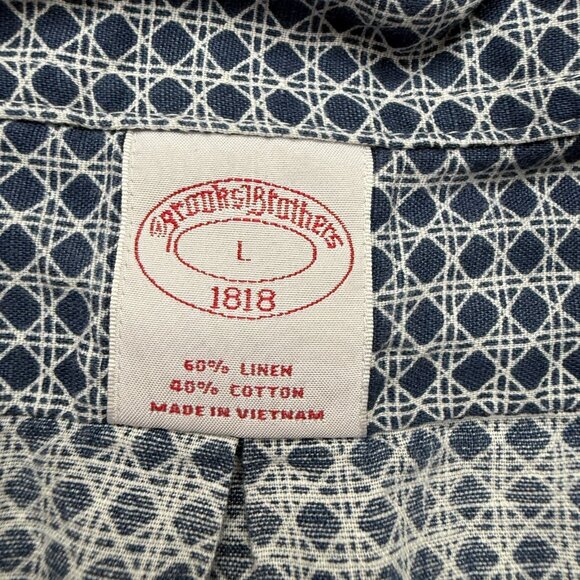 Brooks Brothers
L
1818
60% LINEN
40% COTTON
MADE IN VIETNAM